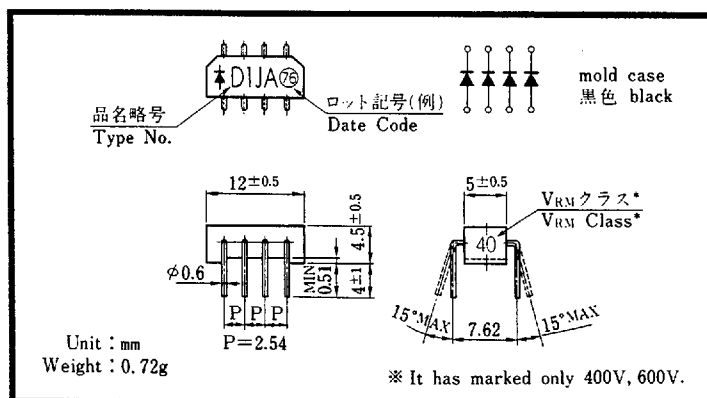 D1JA 76
品名略号
Type No.
ロット記号(例)
Date Code
mold case
黒色 black
12±0.5
4.5±0.5
φ0.6
MIN
0.51
4±1
P P P
P=2.54
Unit : mm
Weight : 0.72g
5±0.5
VRMクラス*
VRM Class*
40
15°MAX
7.62
15°MAX
※ It has marked only 400V, 600V.